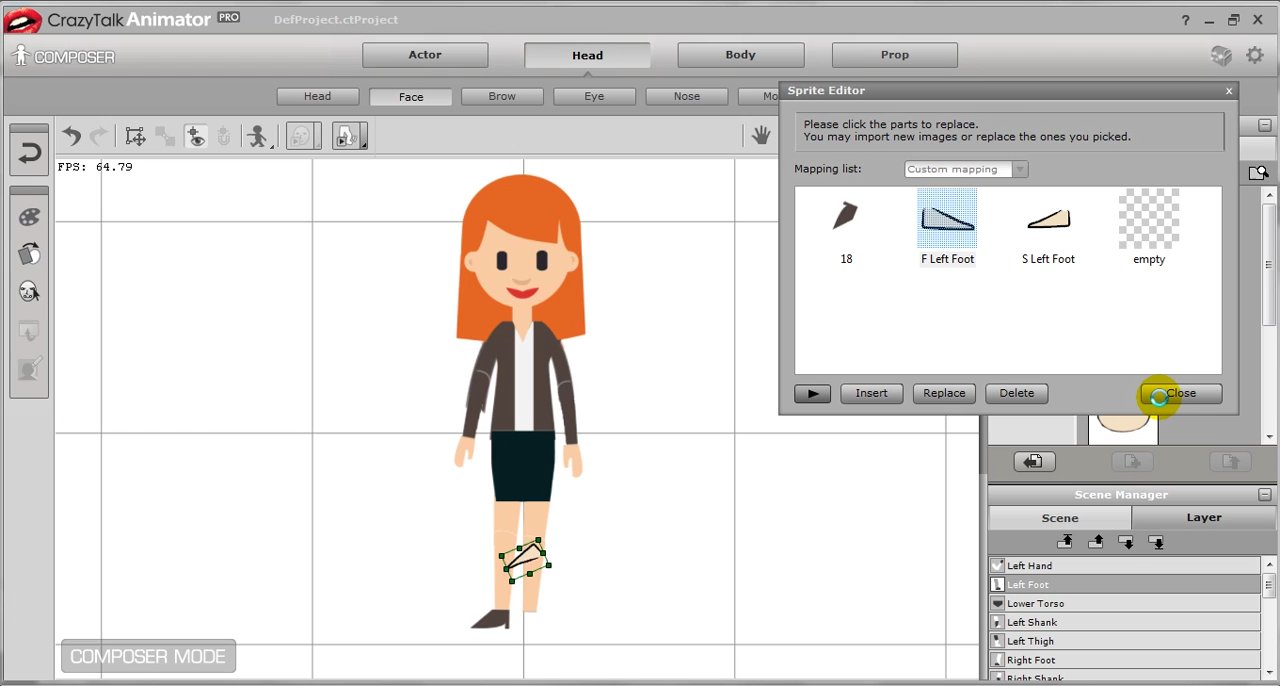 CrazyTalk Animator PRO
DefProject.ctProject
COMPOSER
Actor
Head
Body
Prop
Head
Face
Brow
Eye
Nose
Mo
FPS: 64.79
Sprite Editor
x
Please click the parts to replace.
You may import new images or replace the ones you picked.
Mapping list:
Custom mapping
18
F Left Foot
S Left Foot
empty
Insert
Replace
Delete
Close
Scene Manager
Scene
Layer
Left Hand
Left Foot
Lower Torso
Left Shank
Left Thigh
Right Foot
Right Shank
COMPOSER MODE